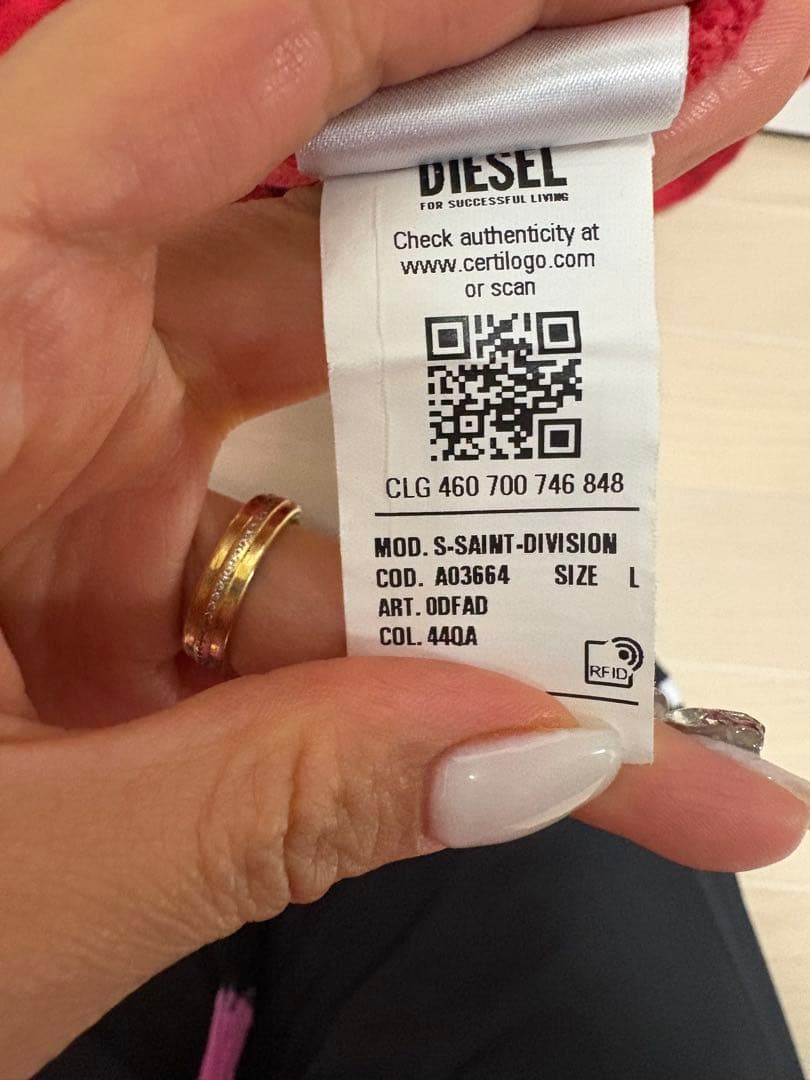 DIESEL
FOR SUCCESSFUL LIVING
Check authenticity at
www.certilogo.com
or scan
CLG 460 700 746 848
MOD. S-SAINT-DIVISION
COD. A03664 SIZE L
ART. 0DFAD
COL. 44QA
RFID